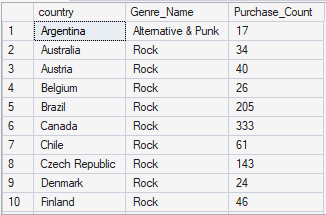 country Genre_Name Purchase_Count
1 Argentina Alternative & Punk 17
2 Australia Rock 34
3 Austria Rock 40
4 Belgium Rock 26
5 Brazil Rock 205
6 Canada Rock 333
7 Chile Rock 61
8 Czech Republic Rock 143
9 Denmark Rock 24
10 Finland Rock 46